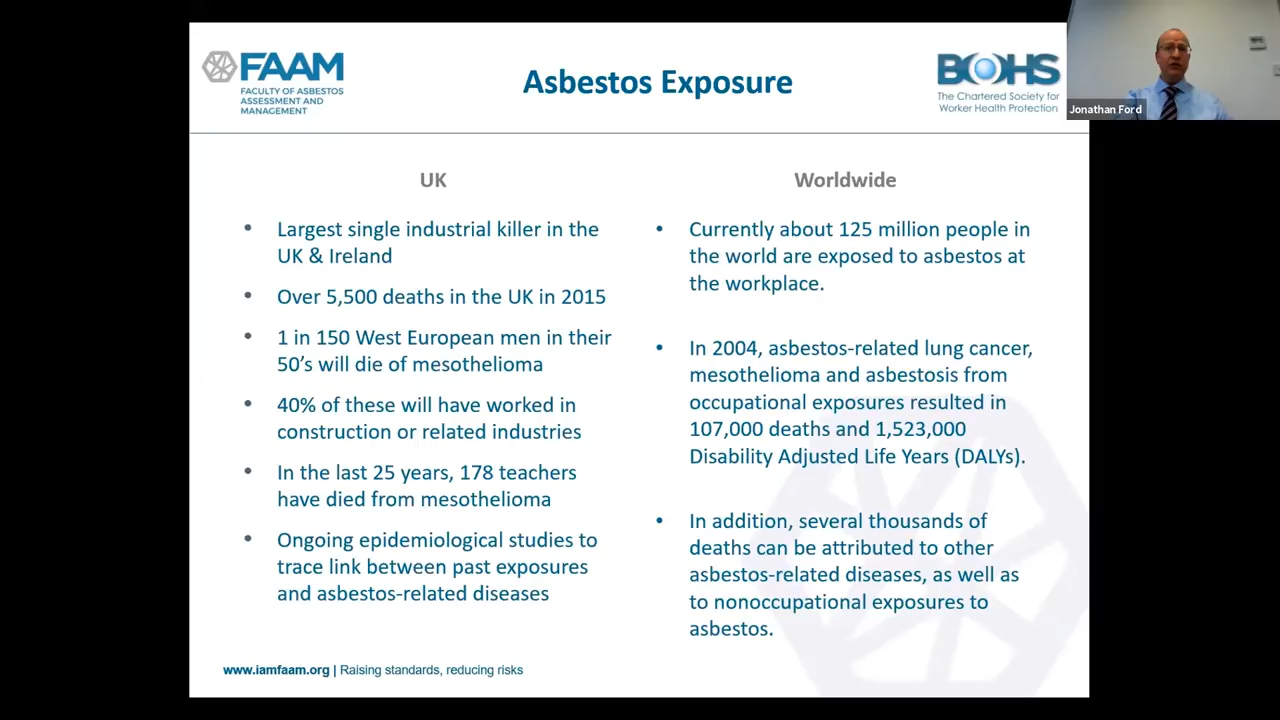 FAAM
FACULTY OF ASBESTOS
ASSESSMENT AND
MANAGEMENT
Asbestos Exposure
BOHS
The Chartered Society for
Worker Health Protection
Jonathan Ford
UK
• Largest single industrial killer in the
UK & Ireland
• Over 5,500 deaths in the UK in 2015
• 1 in 150 West European men in their
50’s will die of mesothelioma
• 40% of these will have worked in
construction or related industries
• In the last 25 years, 178 teachers
have died from mesothelioma
• Ongoing epidemiological studies to
trace link between past exposures
and asbestos-related diseases
Worldwide
• Currently about 125 million people in
the world are exposed to asbestos at
the workplace.
• In 2004, asbestos-related lung cancer,
mesothelioma and asbestosis from
occupational exposures resulted in
107,000 deaths and 1,523,000
Disability Adjusted Life Years (DALYs).
• In addition, several thousands of
deaths can be attributed to other
asbestos-related diseases, as well as
to nonoccupational exposures to
asbestos.
www.iamfaam.org | Raising standards, reducing risks